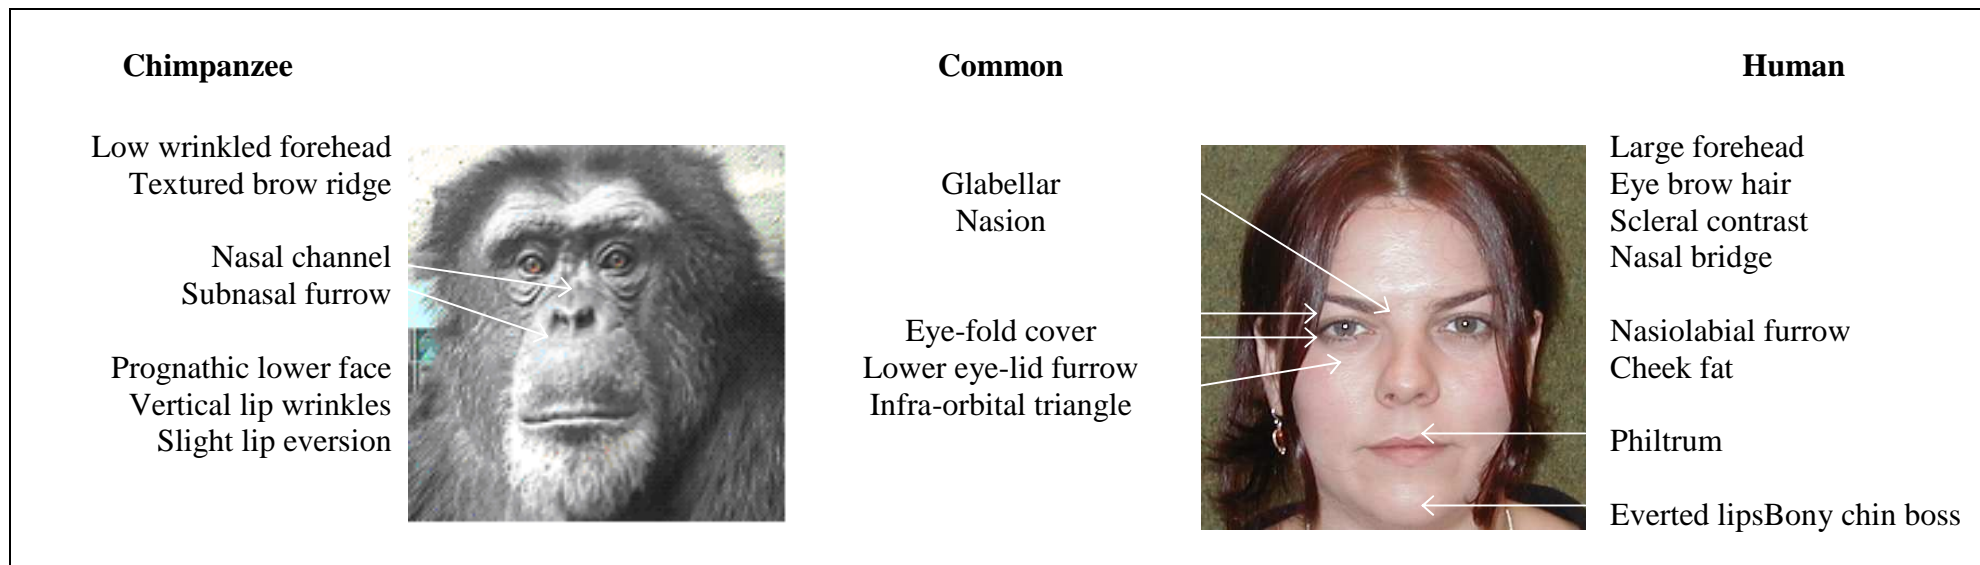 Chimpanzee
Low wrinkled forehead
Textured brow ridge
Nasal channel
Subnasal furrow
Prognathic lower face
Vertical lip wrinkles
Slight lip eversion
Common
Glabellar
Nasion
Eye-fold cover
Lower eye-lid furrow
Infra-orbital triangle
Human
Large forehead
Eye brow hair
Scleral contrast
Nasal bridge
Nasiolabial furrow
Cheek fat
Philtrum
Everted lipsBony chin boss